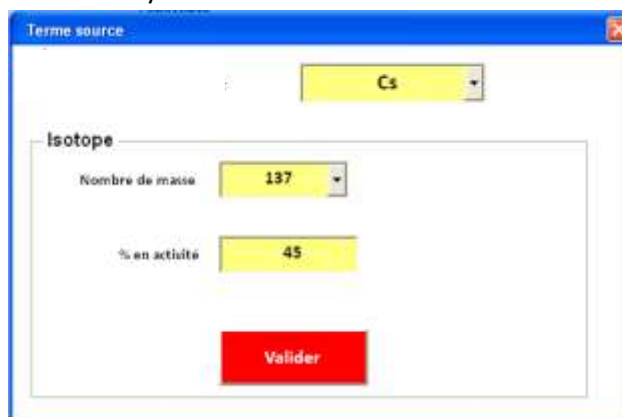 Terme source
:
Cs
Isotope
Nombre de masse 137
% en activité 45
Valider